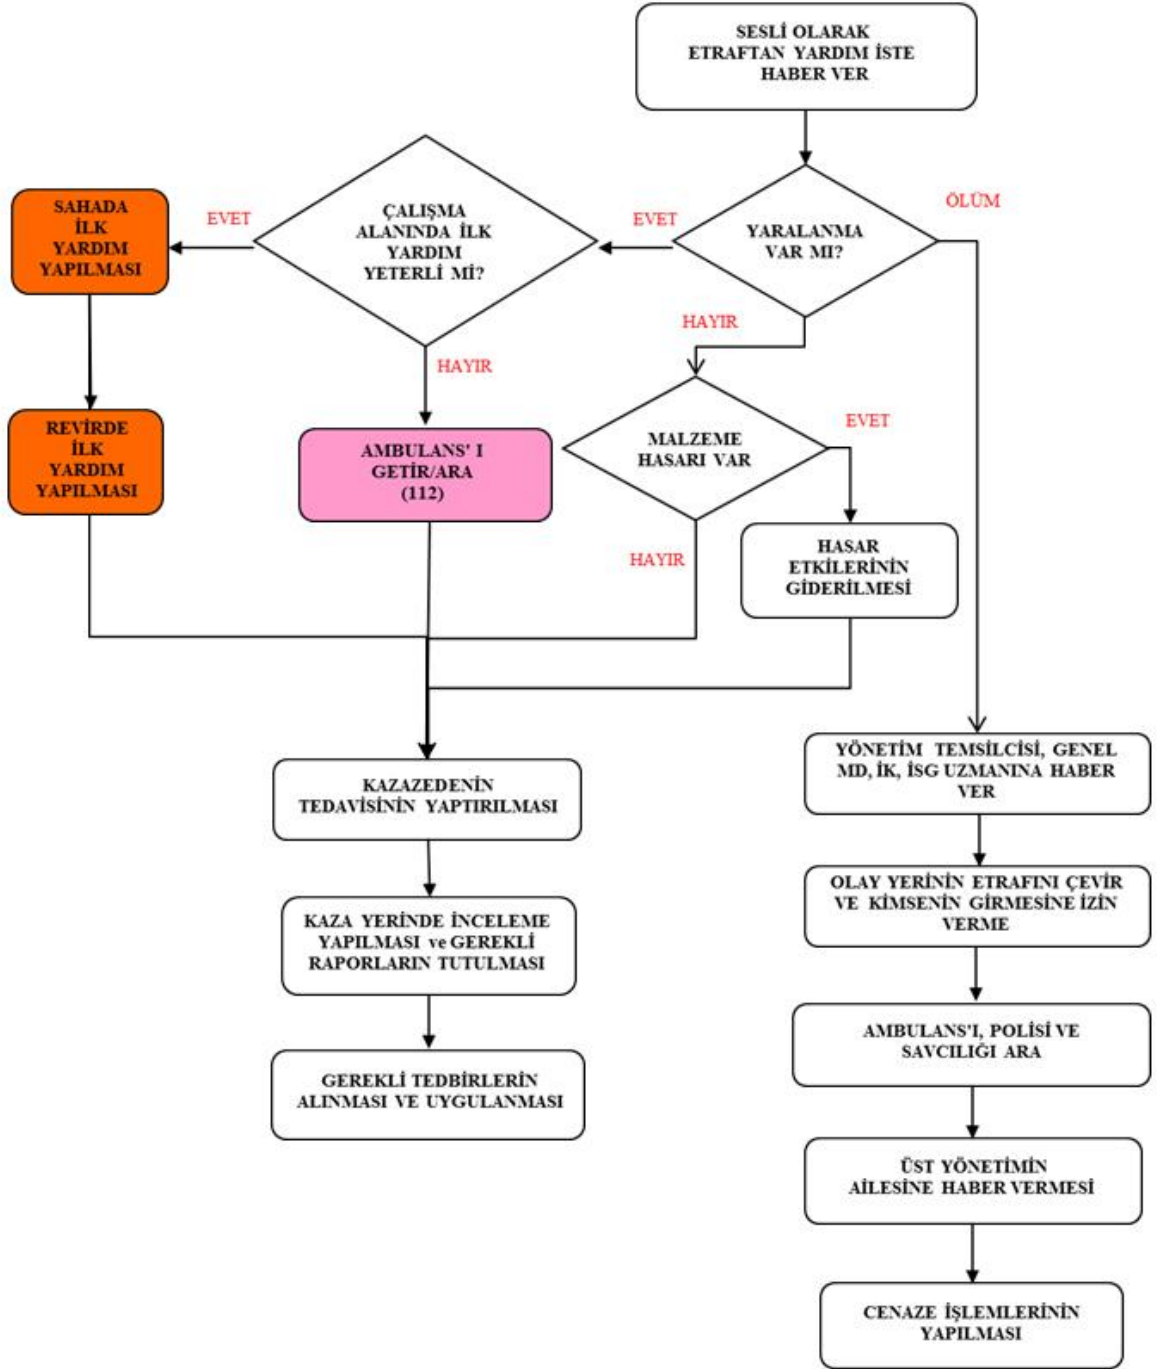 SESLİ OLARAK
ETRAFTAN YARDIM İSTE
HABER VER
YARALANMA
VAR MI?
ÖLÜM
EVET
HAYIR
ÇALIŞMA
ALANINDA İLK
YARDIM
YETERLİ Mİ?
EVET
HAYIR
SAHADA
İLK
YARDIM
YAPILMASI
REVİRDE
İLK
YARDIM
YAPILMASI
AMBULANS' I
GETİR/ARA
(112)
MALZEME
HASARI VAR
EVET
HAYIR
HASAR
ETKİLERİNİN
GİDERİLMESİ
KAZAZEDENİN
TEDAVİSİNİN YAPTIRILMASI
KAZA YERİNDE İNCELEME
YAPILMASI ve GEREKLİ
RAPORLARIN TUTULMASI
GEREKLİ TEDBİRLERİN
ALINMASI VE UYGULANMASI
YÖNETİM TEMSİLCİSİ, GENEL
MD, İK, İSG UZMANINA HABER
VER
OLAY YERİNİN ETRAFINI ÇEVİR
VE KİMSENİN GİRMESİNE İZİN
VERME
AMBULANS'I, POLİSİ VE
SAVCILIĞI ARA
ÜST YÖNETİMİN
AİLESİNE HABER VERMESİ
CENAZE İŞLEMLERİNİN
YAPILMASI